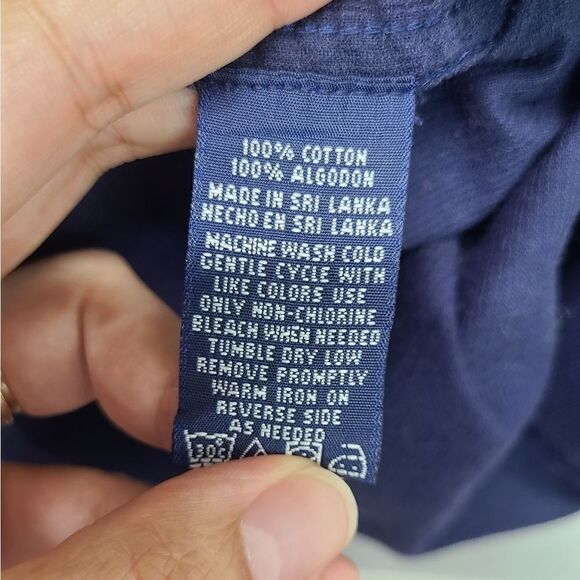 100% COTTON
100% ALGODON
MADE IN SRI LANKA
HECHO EN SRI LANKA
MACHINE WASH COLD
GENTLE CYCLE WITH
LIKE COLORS USE
ONLY NON-CHLORINE
BLEACH WHEN NEEDED
TUMBLE DRY LOW
REMOVE PROMPTLY
WARM IRON ON
REVERSE SIDE
AS NEEDED
30C